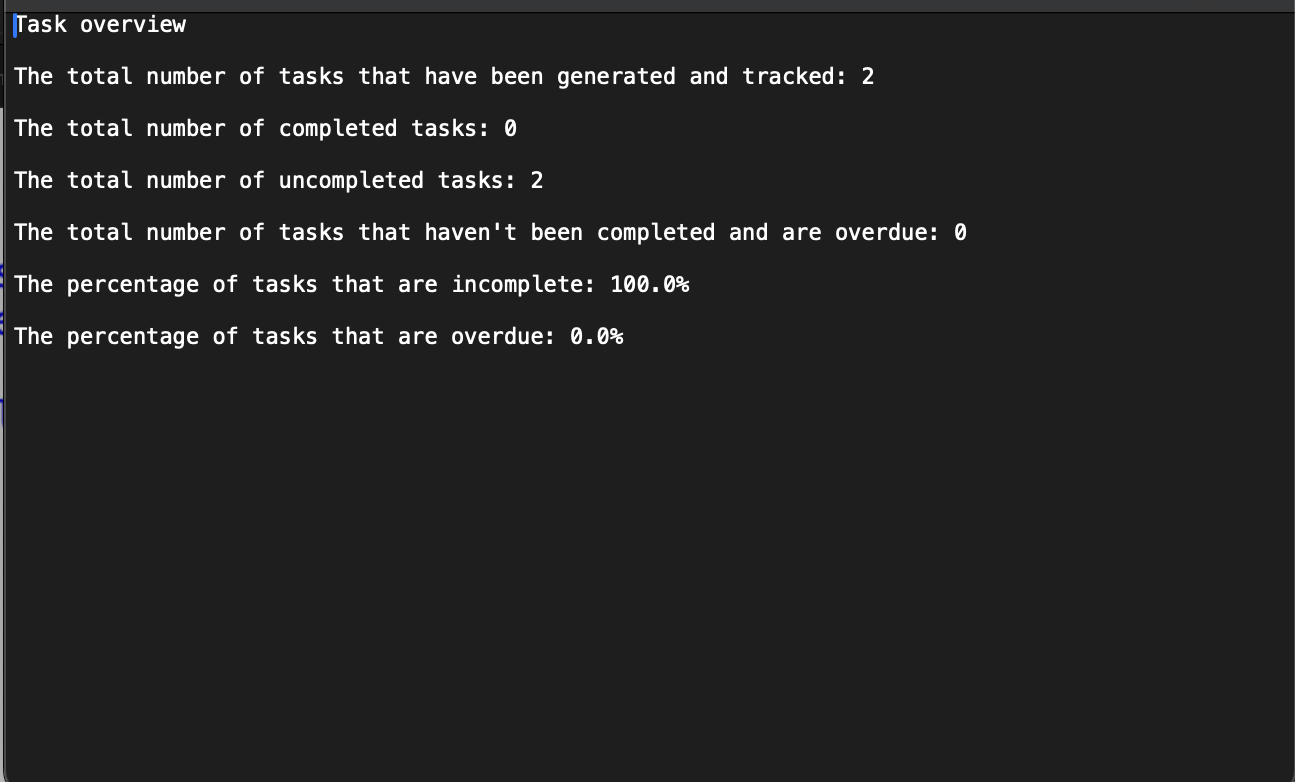 Task overview
The total number of tasks that have been generated and tracked: 2
The total number of completed tasks: 0
The total number of uncompleted tasks: 2
The total number of tasks that haven't been completed and are overdue: 0
The percentage of tasks that are incomplete: 100.0%
The percentage of tasks that are overdue: 0.0%